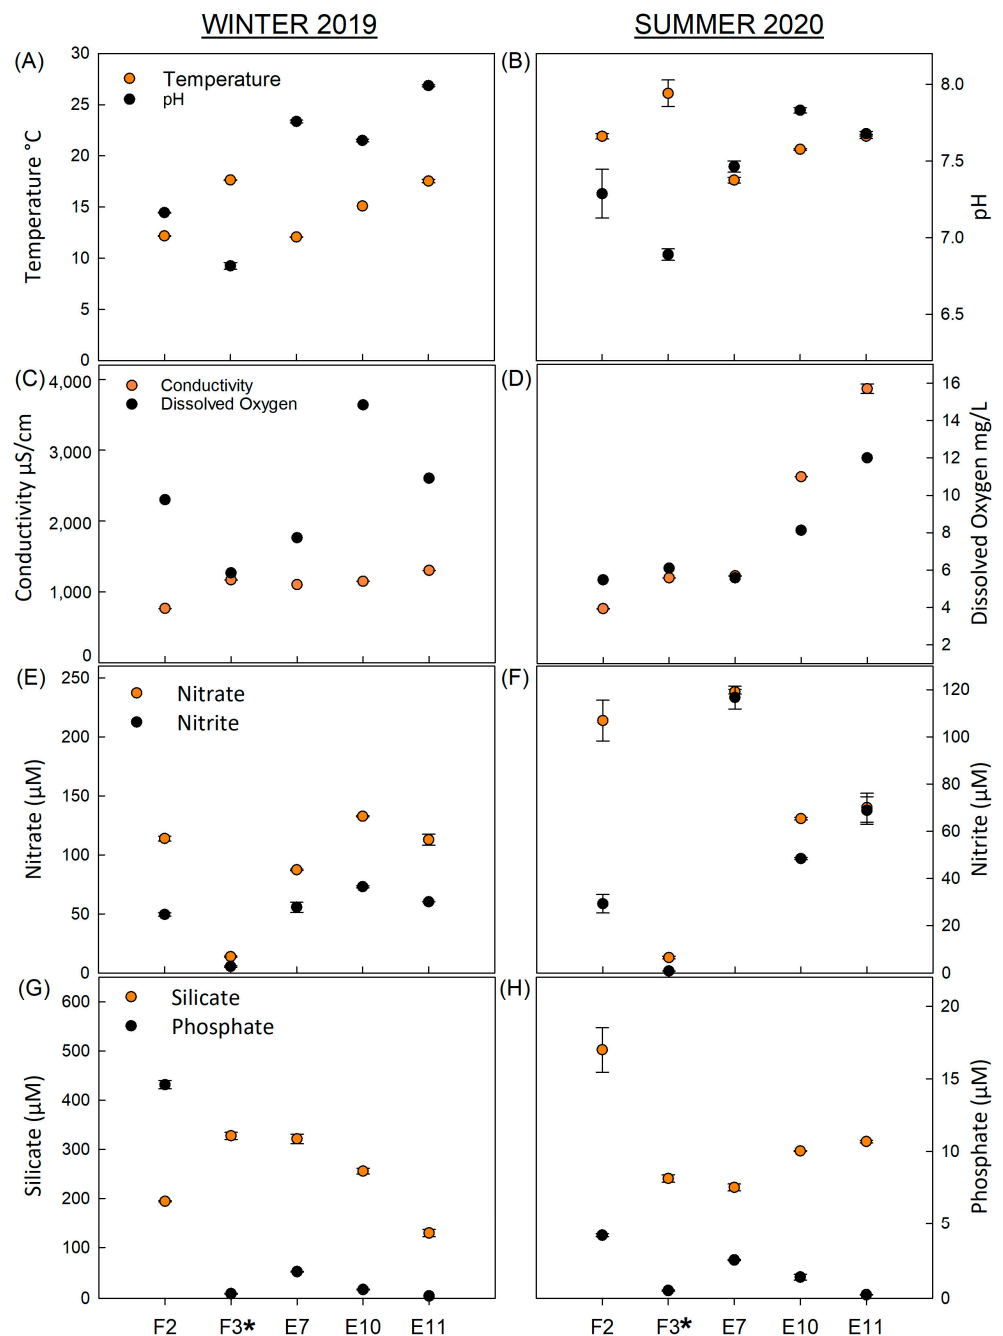 WINTER 2019
SUMMER 2020
(A)
Temperature
pH
30
25
20
15
10
5
0
Temperature °C
(B)
8.0
7.5
7.0
6.5
pH
(C)
Conductivity
Dissolved Oxygen
4,000
3,000
2,000
1,000
0
Conductivity µS/cm
(D)
16
14
12
10
8
6
4
2
Dissolved Oxygen mg/L
(E)
Nitrate
Nitrite
250
200
150
100
50
0
Nitrate (µM)
(F)
120
100
80
60
40
20
0
Nitrite (µM)
(G)
Silicate
Phosphate
600
500
400
300
200
100
0
Silicate (µM)
(H)
20
15
10
5
0
Phosphate (µM)
F2 F3* E7 E10 E11
F2 F3* E7 E10 E11